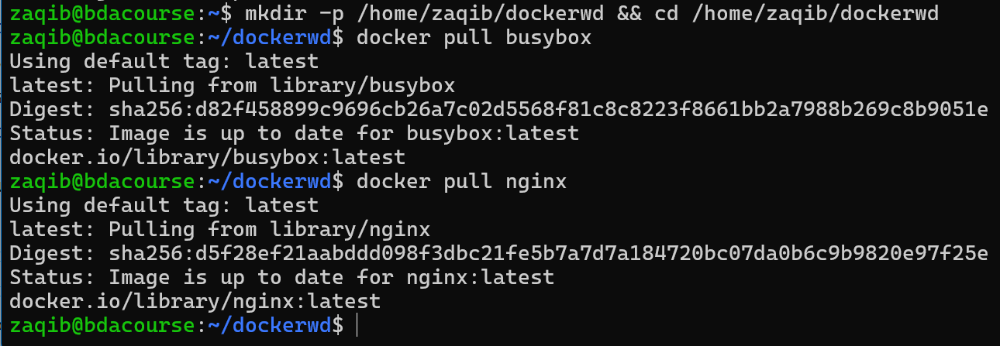 zaqib@bdacourse:~$ mkdir -p /home/zaqib/dockerwd && cd /home/zaqib/dockerwd
zaqib@bdacourse:~/dockerwd$ docker pull busybox
Using default tag: latest
latest: Pulling from library/busybox
Digest: sha256:d82f458899c9696cb26a7c02d5568f81c8c8223f8661bb2a7988b269c8b9051e
Status: Image is up to date for busybox:latest
docker.io/library/busybox:latest
zaqib@bdacourse:~/dockerwd$ docker pull nginx
Using default tag: latest
latest: Pulling from library/nginx
Digest: sha256:d5f28ef21aabddd098f3dbc21fe5b7a7d7a184720bc07da0b6c9b9820e97f25e
Status: Image is up to date for nginx:latest
docker.io/library/nginx:latest
zaqib@bdacourse:~/dockerwd$